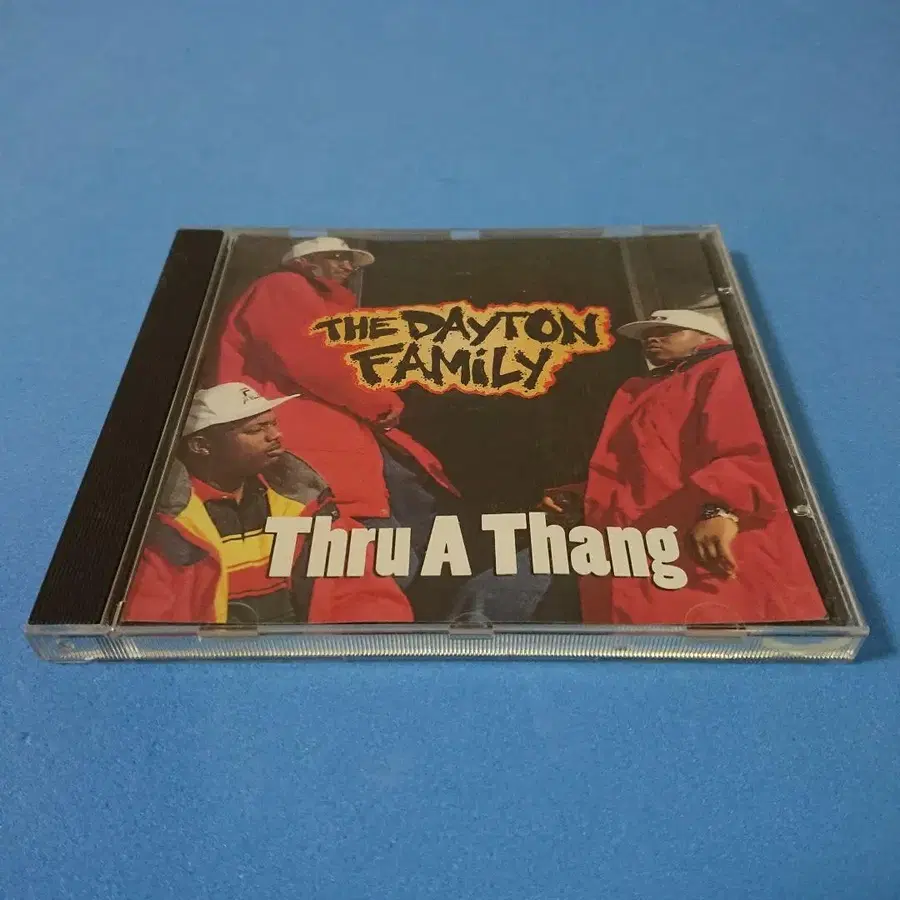 THE DAYTON
FAMiLY
Thru A Thang